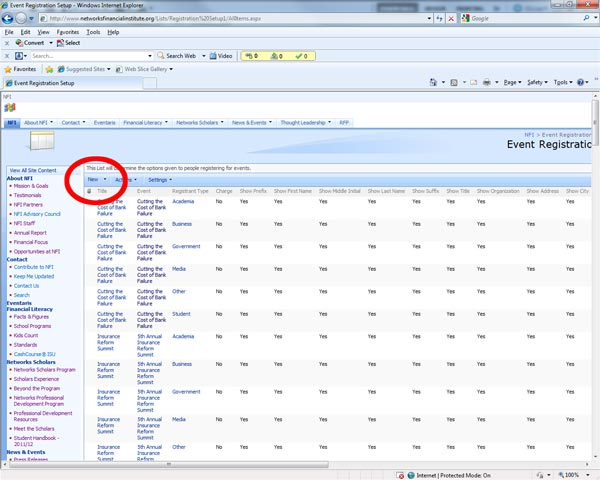 Event Registration Setup - Windows Internet Explorer
http://www.networksfinancialinstitute.org/Lists/Registration%20SetupL/AllItems.aspx
Google
File Edit View Favorites Tools Help
Convert Select
Search... Search Web Video 0 0 0
Favorites Suggested Sites Web Slice Gallery
Event Registration Setup
Page Safety Tools
NFI
NFI About NFI Contact Eventaris Financial Literacy Networks Scholars News & Events Thought Leadership RFP
NFI > Event Registration
Event Registratio
View All Site Content
About NFI
Mission & Goals
Testimonials
NFI Partners
NFI Advisory Council
NFI Staff
Annual Report
Financial Focus
Opportunities at NFI
Contact
Contribute to NFI
Keep Me Updated
Contact Us
Search
Eventaris
Financial Literacy
Facts & Figures
School Programs
Kids Count
Standards
CashCourse@ISU
Networks Scholars
Networks Scholars Program
Scholars Experience
Beyond the Program
Networks Professional
Development Program
Professional Development
Resources
Meet the Scholars
Student Handbook -
2011/12
News & Events
Press Releases
This List will determine the options given to people registering for events.
New Actions Settings
Title Event Registrant Type Charge Show Prefix Show First Name Show Middle Initial Show Last Name Show Suffix Show Title Show Organization Show Address Show City
Cutting the Cutting the Academia No Yes Yes Yes Yes Yes Yes Yes Yes Yes
Cost of Bank Cost of Bank
Failure Failure
Cutting the Cutting the Business No Yes Yes Yes Yes Yes Yes Yes Yes Yes
Cost of Bank Cost of Bank
Failure Failure
Cutting the Cutting the Government No Yes Yes Yes Yes Yes Yes Yes Yes Yes
Cost of Bank Cost of Bank
Failure Failure
Cutting the Cutting the Media No Yes Yes Yes Yes Yes Yes Yes Yes Yes
Cost of Bank Cost of Bank
Failure Failure
Cutting the Cutting the Other No Yes Yes Yes Yes Yes Yes Yes Yes Yes
Cost of Bank Cost of Bank
Failure Failure
Cutting the Cutting the Student No Yes Yes Yes Yes Yes Yes Yes Yes Yes
Cost of Bank Cost of Bank
Failure Failure
Insurance 5th Annual Academia No Yes Yes Yes Yes Yes Yes Yes Yes Yes
Reform Insurance
Summit Reform
Summit
Insurance 5th Annual Business No Yes Yes Yes Yes Yes Yes Yes Yes Yes
Reform Insurance
Summit Reform
Summit
Insurance 5th Annual Government No Yes Yes Yes Yes Yes Yes Yes Yes Yes
Reform Insurance
Summit Reform
Summit
Insurance 5th Annual Media No Yes Yes Yes Yes Yes Yes Yes Yes Yes
Reform Insurance
Summit Reform
Summit
Insurance 5th Annual Other No Yes Yes Yes Yes Yes Yes Yes Yes Yes
Reform Insurance
Summit Reform
Internet | Protected Mode: On 100%